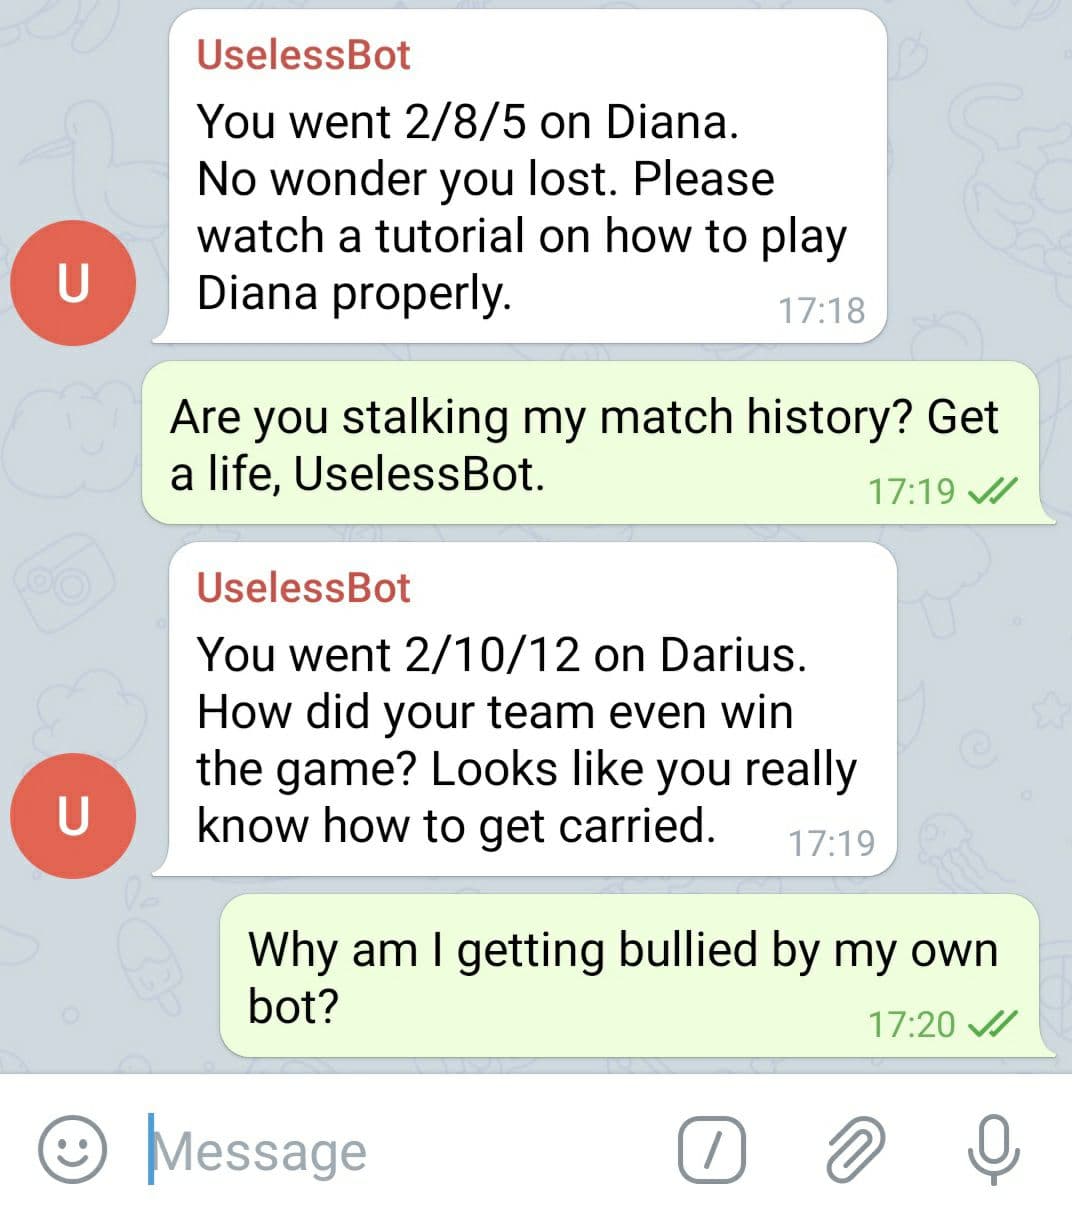 UselessBot
You went 2/8/5 on Diana.
No wonder you lost. Please
watch a tutorial on how to play
Diana properly.
17:18
U
Are you stalking my match history? Get
a life, UselessBot.
17:19
UselessBot
You went 2/10/12 on Darius.
How did your team even win
the game? Looks like you really
know how to get carried.
17:19
U
Why am I getting bullied by my own
bot?
17:20
Message
/